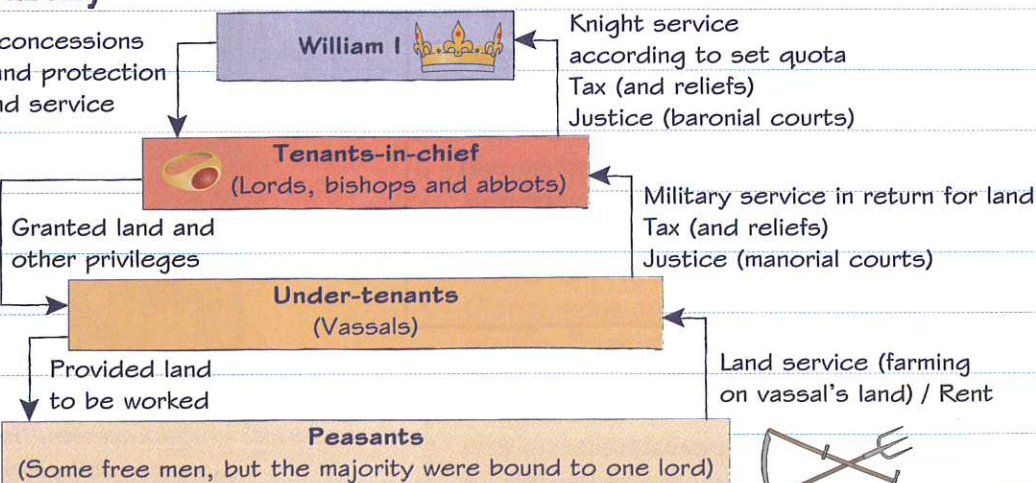 concessions
and protection
and service
William I
Knight service
according to set quota
Tax (and reliefs)
Justice (baronial courts)
Tenants-in-chief
(Lords, bishops and abbots)
Granted land and
other privileges
Military service in return for land
Tax (and reliefs)
Justice (manorial courts)
Under-tenants
(Vassals)
Provided land
to be worked
Land service (farming
on vassal's land) / Rent
Peasants
(Some free men, but the majority were bound to one lord)